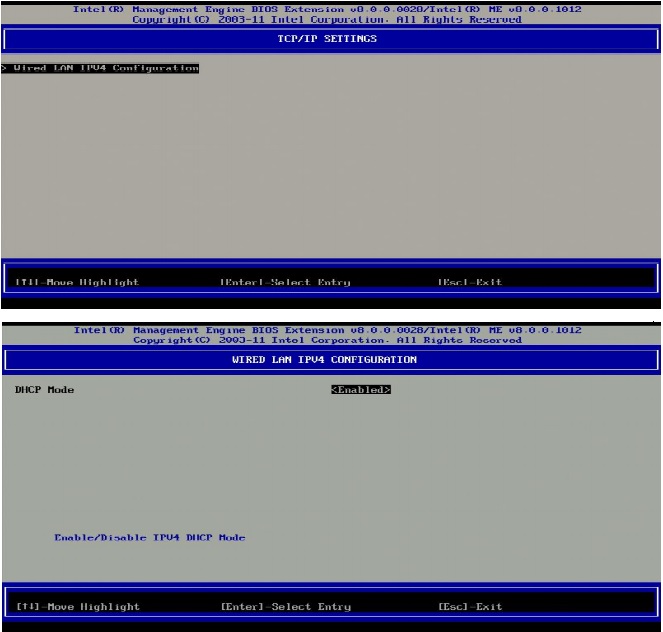 Intel(R) Management Engine BIOS Extension v8.0.0.0028/Intel(R) ME v8.0.0.1012
Copyright(C) 2003-11 Intel Corporation. All Rights Reserved
TCP/IP SETTINGS
> Wired LAN IPV4 Configuration
[↑↓]-Move Highlight [Enter]-Select Entry [Esc]-Exit
Intel(R) Management Engine BIOS Extension v8.0.0.0028/Intel(R) ME v8.0.0.1012
Copyright(C) 2003-11 Intel Corporation. All Rights Reserved
WIRED LAN IPV4 CONFIGURATION
DHCP Mode <Enabled>
Enable/Disable IPV4 DHCP Mode
[↑↓]-Move Highlight [Enter]-Select Entry [Esc]-Exit